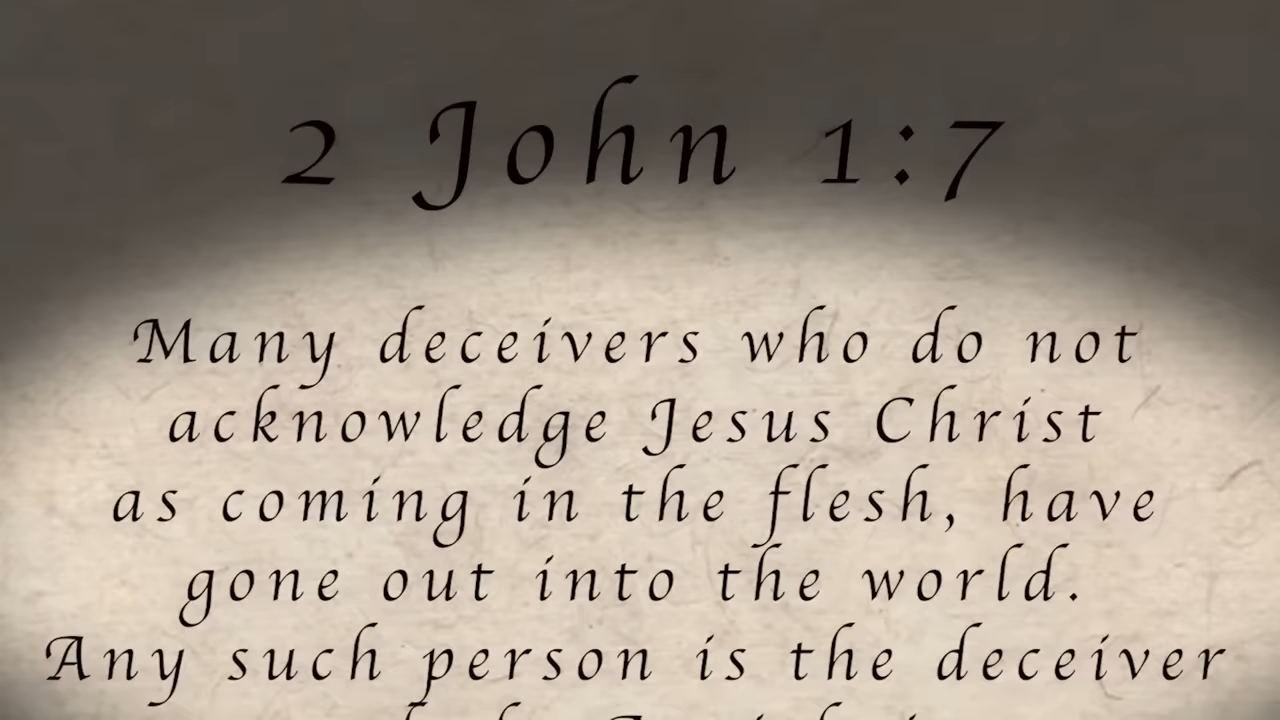 2 John 1:7
Many deceivers who do not
acknowledge Jesus Christ
as coming in the flesh, have
gone out into the world.
Any such person is the deceiver